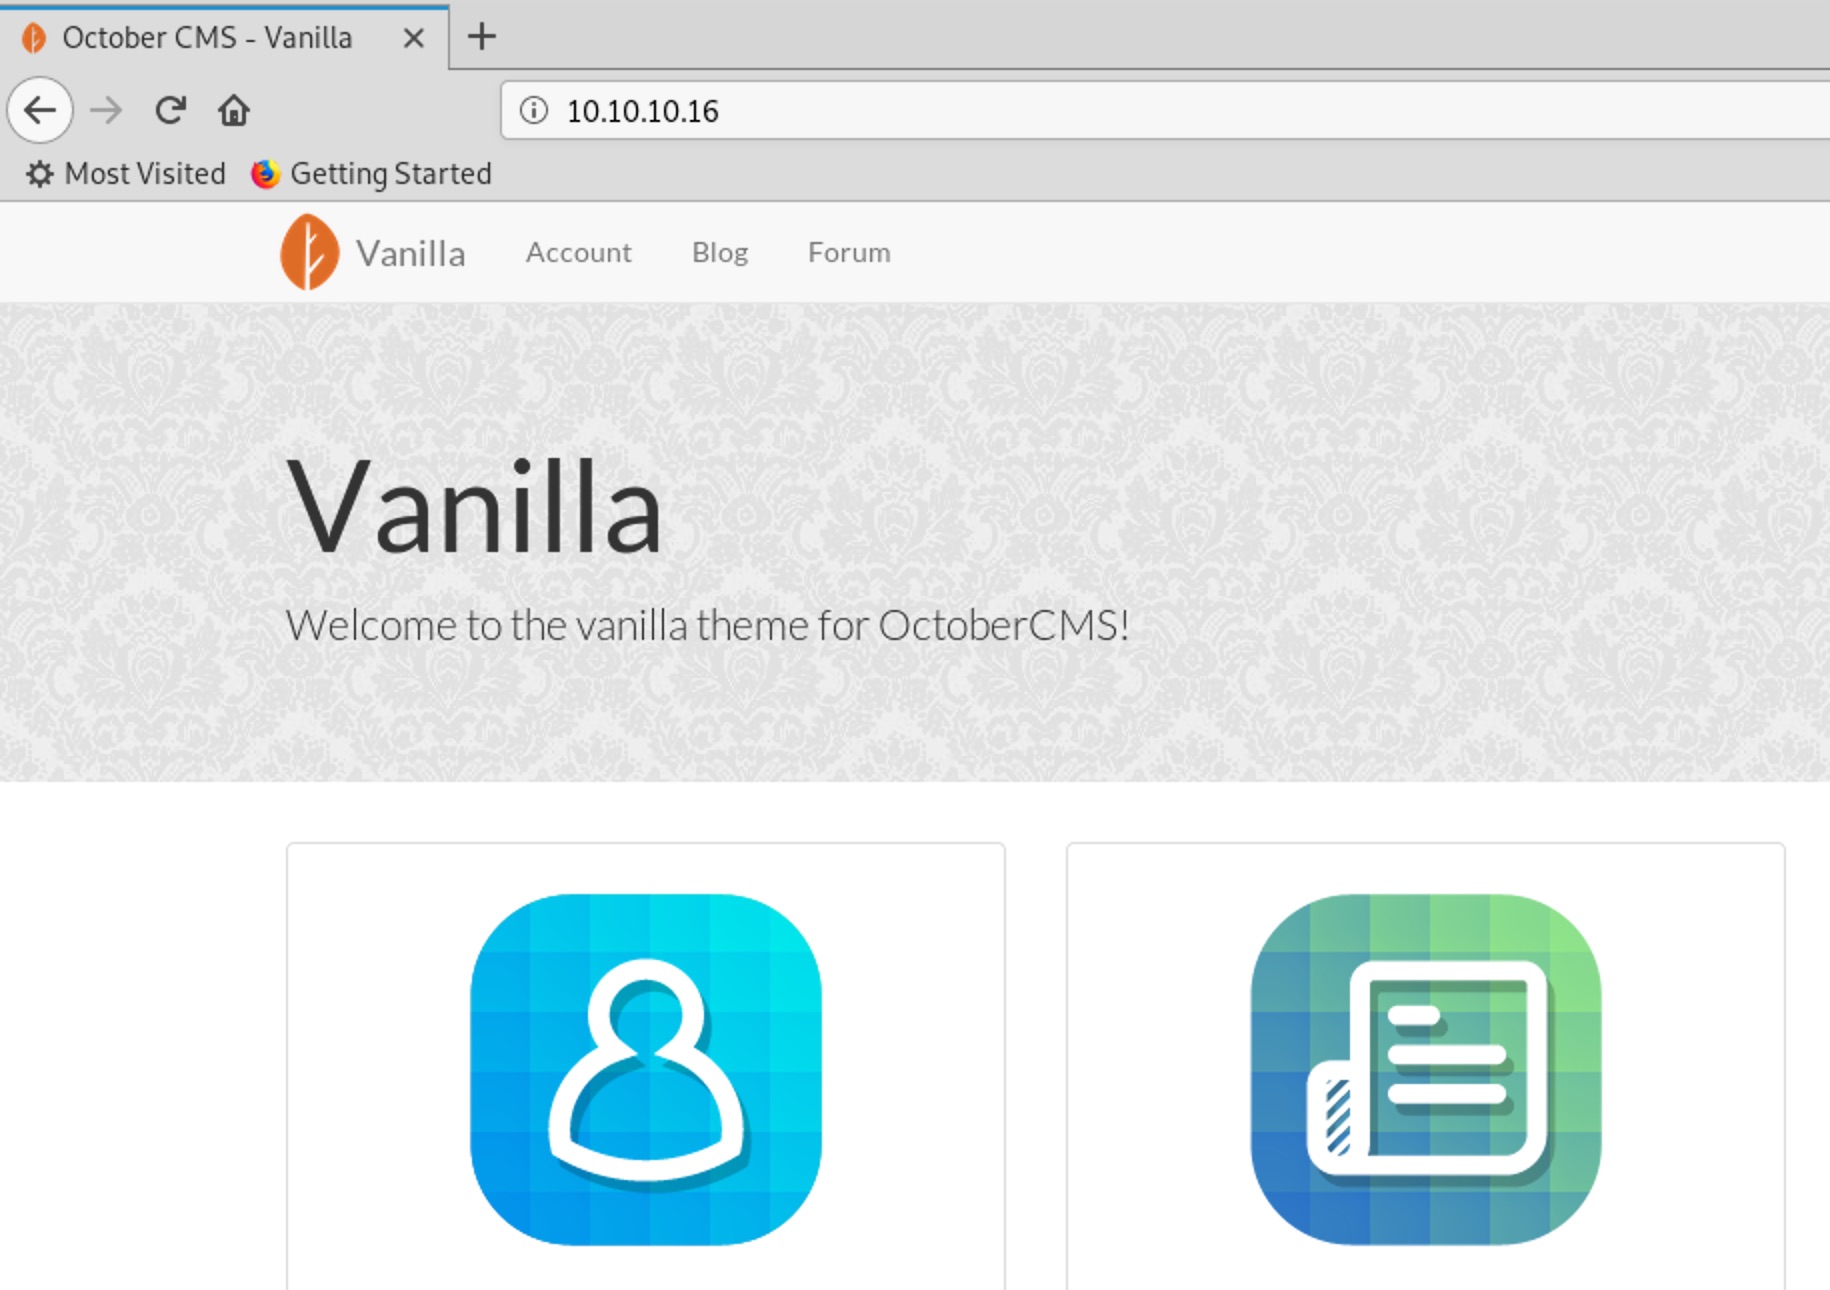 October CMS - Vanilla
10.10.10.16
Most Visited Getting Started
Vanilla Account Blog Forum
Vanilla
Welcome to the vanilla theme for OctoberCMS!